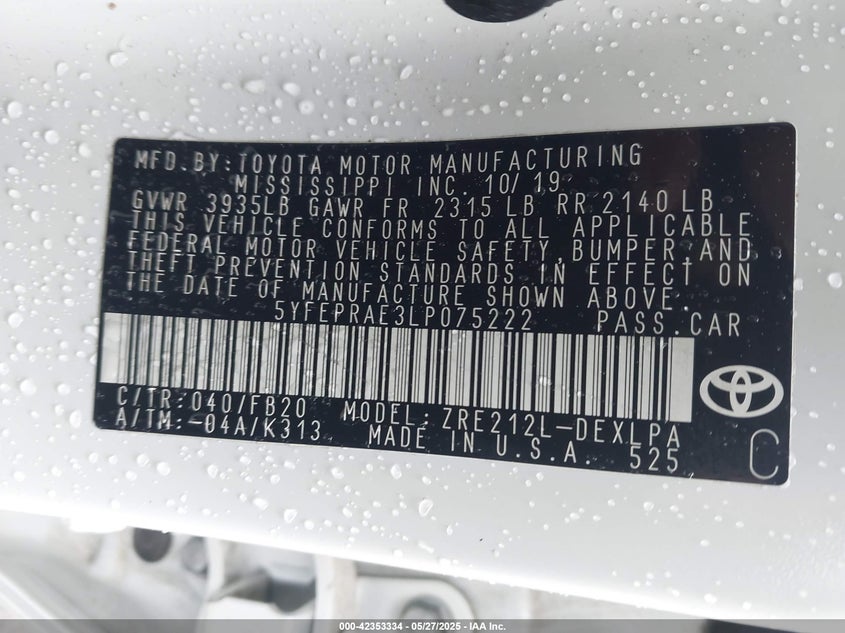 MFD.BY:TOYOTA MOTOR MANUFACTURING
MISSISSIPPI INC. 10/19
GVWR 3935LB GAWR FR 2315 LB RR 2140 LB
THIS VEHICLE CONFORMS TO ALL APPLICABLE
FEDERAL MOTOR VEHICLE SAFETY,BUMPER,AND
THEFT PREVENTION STANDARDS IN EFFECT ON
THE DATE OF MANUFACTURE SHOWN ABOVE.
5YFEPRAE3LP075222 PASS.CAR
C/TR:040/FB20 MODEL:ZRE212L-DEXLPA
A/TM:-04A/K313 MADE IN U.S.A. 525
C
000-42353334 - 05/27/2025 - IAA Inc.